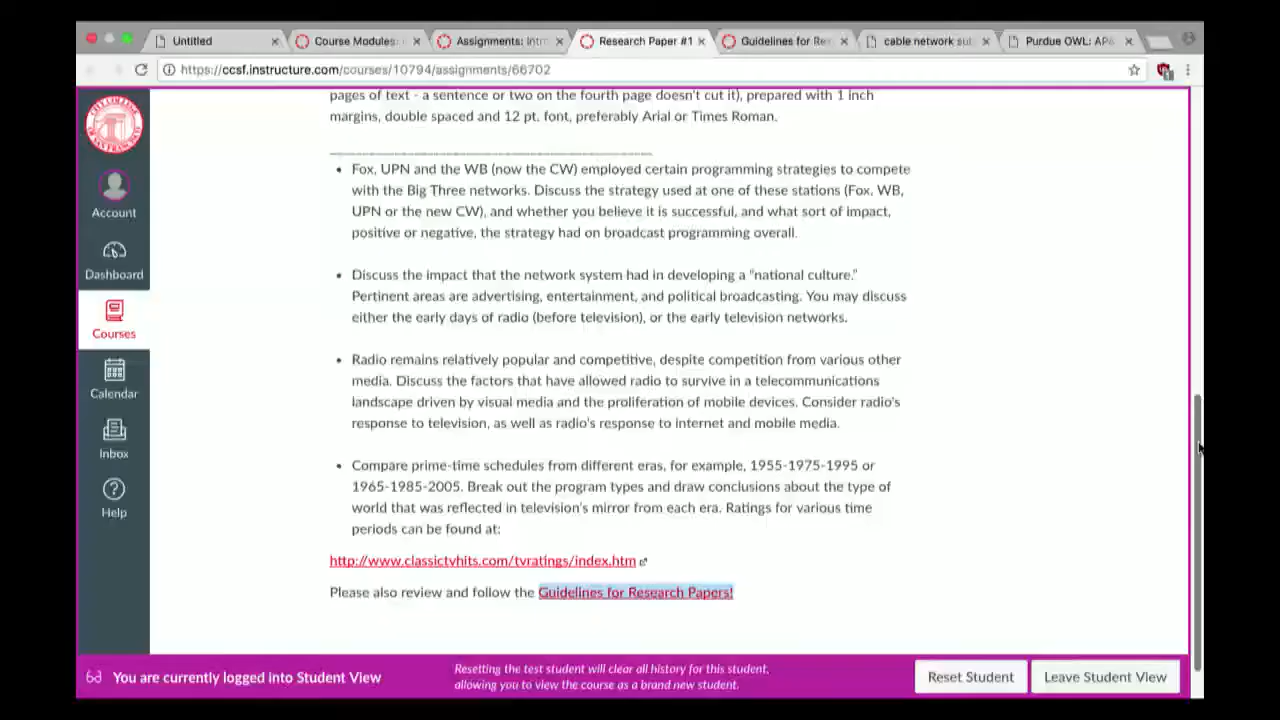 Untitled
Course Modules:
Assignments: Intr
Research Paper #1
Guidelines for Re
cable network su
Purdue OWL: APA
https://ccsf.instructure.com/courses/10794/assignments/66702
pages of text - a sentence or two on the fourth page doesn't cut it), prepared with 1 inch
margins, double spaced and 12 pt. font, preferably Arial or Times Roman.
• Fox, UPN and the WB (now the CW) employed certain programming strategies to compete
with the Big Three networks. Discuss the strategy used at one of these stations (Fox, WB,
UPN or the new CW), and whether you believe it is successful, and what sort of impact,
positive or negative, the strategy had on broadcast programming overall.
• Discuss the impact that the network system had in developing a "national culture."
Pertinent areas are advertising, entertainment, and political broadcasting. You may discuss
either the early days of radio (before television), or the early television networks.
• Radio remains relatively popular and competitive, despite competition from various other
media. Discuss the factors that have allowed radio to survive in a telecommunications
landscape driven by visual media and the proliferation of mobile devices. Consider radio's
response to television, as well as radio's response to internet and mobile media.
• Compare prime-time schedules from different eras, for example, 1955-1975-1995 or
1965-1985-2005. Break out the program types and draw conclusions about the type of
world that was reflected in television's mirror from each era. Ratings for various time
periods can be found at:
http://www.classictvhits.com/tvratings/index.htm
Please also review and follow the Guidelines for Research Papers!
Account
Dashboard
Courses
Calendar
Inbox
Help
You are currently logged into Student View
Resetting the test student will clear all history for this student,
allowing you to view the course as a brand new student.
Reset Student
Leave Student View